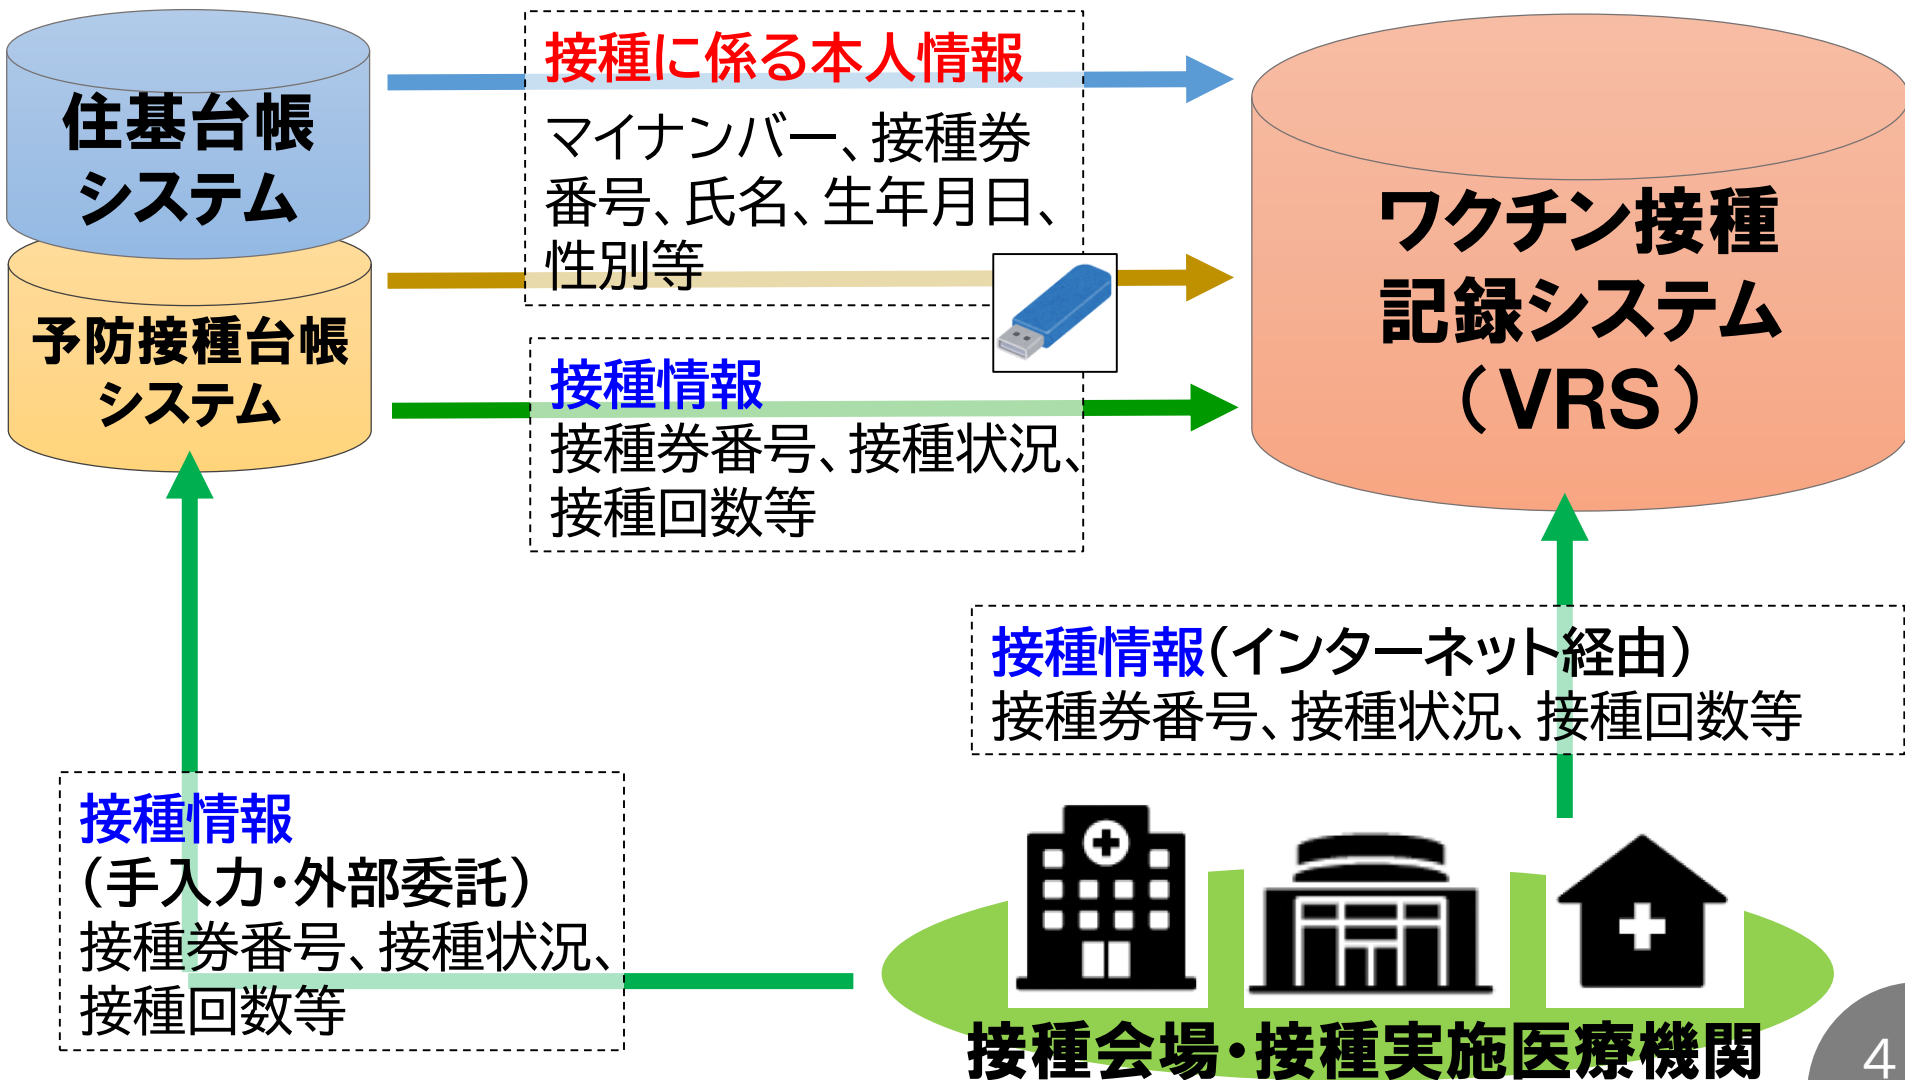 住基台帳
システム
予防接種台帳
システム
接種に係る本人情報
マイナンバー、接種券
番号、氏名、生年月日、
性別等
接種情報
接種券番号、接種状況、
接種回数等
ワクチン接種
記録システム
（VRS）
接種情報（インターネット経由）
接種券番号、接種状況、接種回数等
接種情報
（手入力・外部委託）
接種券番号、接種状況、
接種回数等
接種会場・接種実施医療機関
4